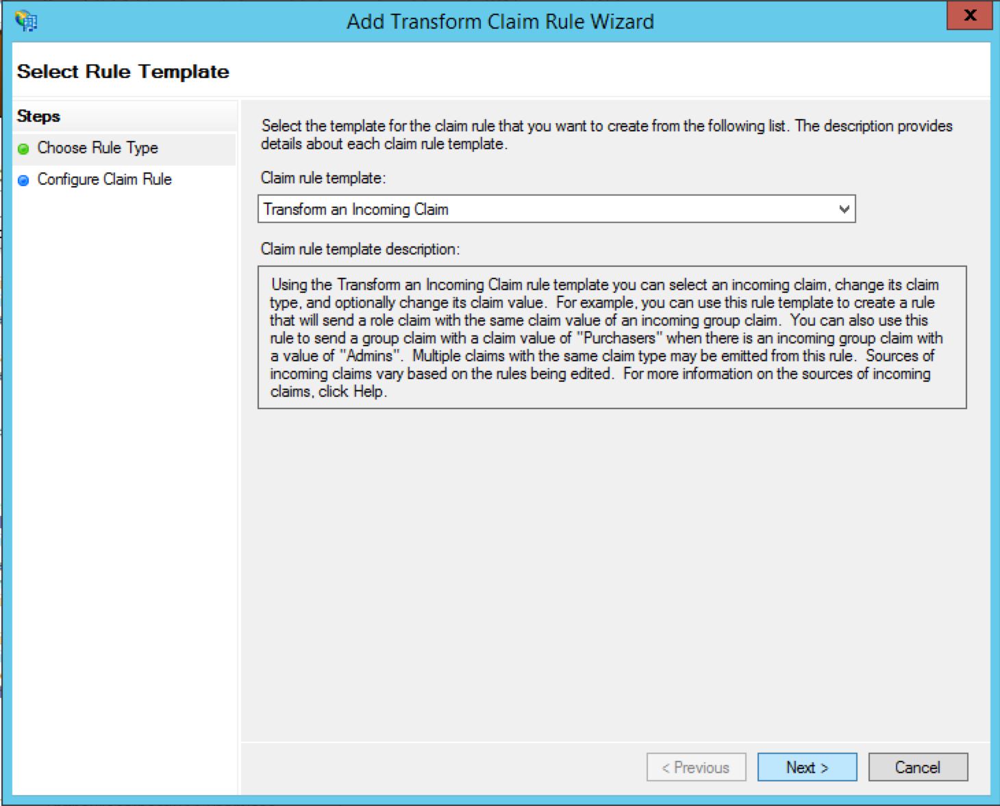 Add Transform Claim Rule Wizard
X
Select Rule Template
Steps
Choose Rule Type
Configure Claim Rule
Select the template for the claim rule that you want to create from the following list. The description provides
details about each claim rule template.
Claim rule template:
Transform an Incoming Claim
Claim rule template description:
Using the Transform an Incoming Claim rule template you can select an incoming claim, change its claim
type, and optionally change its claim value. For example, you can use this rule template to create a rule
that will send a role claim with the same claim value of an incoming group claim. You can also use this
rule to send a group claim with a claim value of "Purchasers" when there is an incoming group claim with
a value of "Admins". Multiple claims with the same claim type may be emitted from this rule. Sources of
incoming claims vary based on the rules being edited. For more information on the sources of incoming
claims, click Help.
< Previous
Next >
Cancel